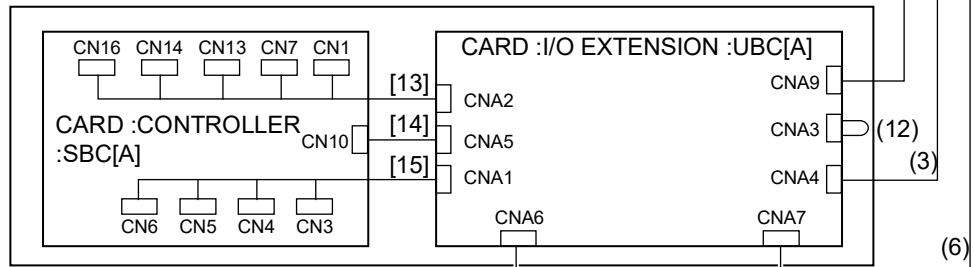 CN16 CN14 CN13 CN7 CN1
CARD :CONTROLLER
:SBC[A]
CN10
CN6 CN5 CN4 CN3
[13]
[14]
[15]
CARD :I/O EXTENSION :UBC[A]
CNA2
CNA5
CNA1
CNA9
CNA3
CNA4
CNA6
CNA7
(12)
(3)
(6)